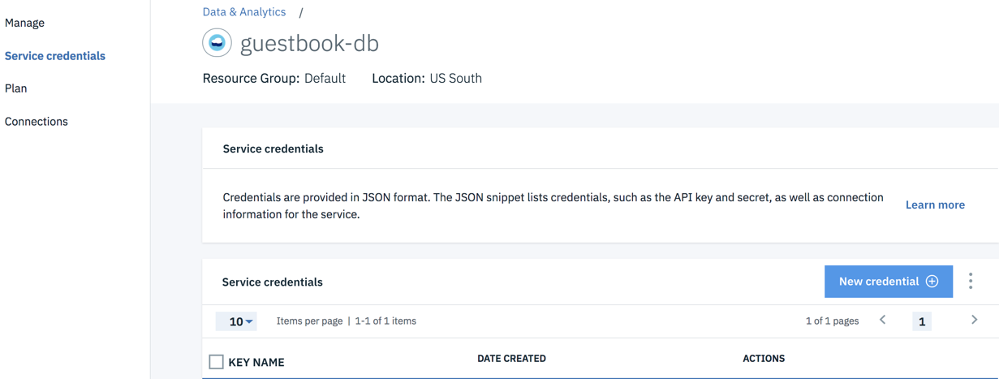 Manage
Service credentials
Plan
Connections
Data & Analytics /
guestbook-db
Resource Group: Default Location: US South
Service credentials
Credentials are provided in JSON format. The JSON snippet lists credentials, such as the API key and secret, as well as connection
information for the service.
Learn more
Service credentials
New credential
10 Items per page | 1-1 of 1 items 1 of 1 pages 1
KEY NAME DATE CREATED ACTIONS